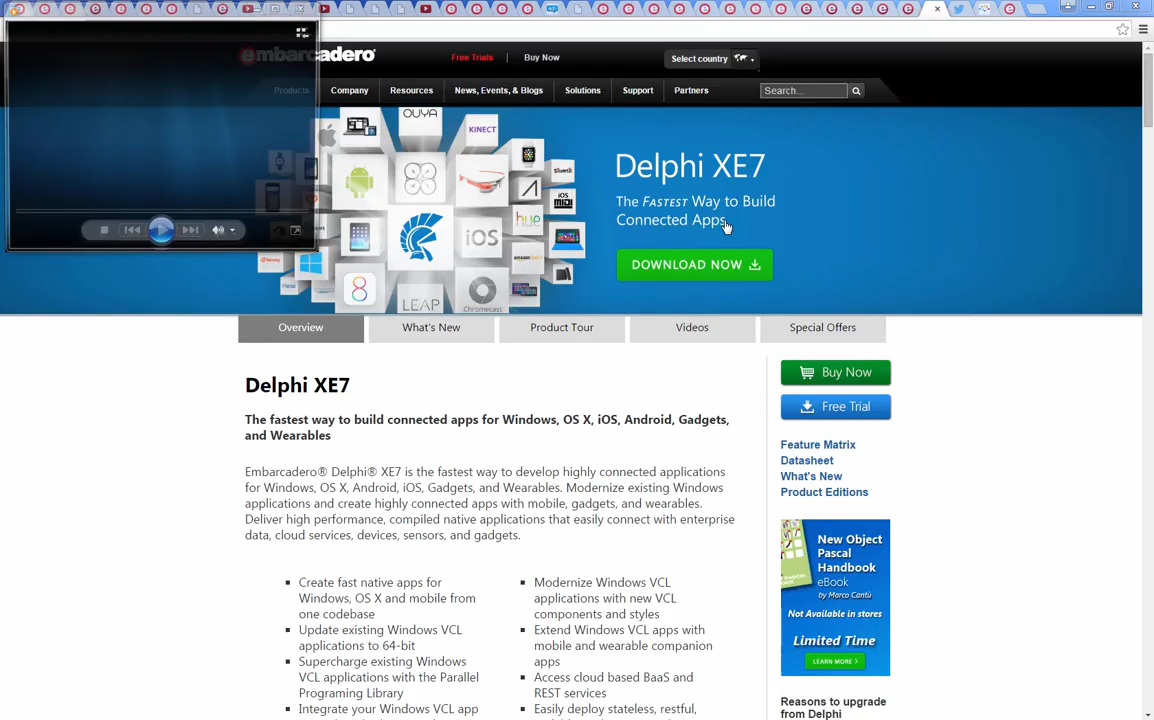 embarcadero®
Free Trials | Buy Now
Select country
Products
Company
Resources
News, Events, & Blogs
Solutions
Support
Partners
Search...
OUYA
KINECT
iOS
MIDI
hue
iOS
LEAP
Chromecast
8
Delphi XE7
The FASTEST Way to Build
Connected Apps
DOWNLOAD NOW
Overview
What's New
Product Tour
Videos
Special Offers
Delphi XE7
The fastest way to build connected apps for Windows, OS X, iOS, Android, Gadgets,
and Wearables
Embarcadero® Delphi® XE7 is the fastest way to develop highly connected applications
for Windows, OS X, Android, iOS, Gadgets, and Wearables. Modernize existing Windows
applications and create highly connected apps with mobile, gadgets, and wearables.
Deliver high performance, compiled native applications that easily connect with enterprise
data, cloud services, devices, sensors, and gadgets.
Create fast native apps for
Windows, OS X and mobile from
one codebase
Update existing Windows VCL
applications to 64-bit
Supercharge existing Windows
VCL applications with the Parallel
Programing Library
Integrate your Windows VCL app
Modernize Windows VCL
applications with new VCL
components and styles
Extend Windows VCL apps with
mobile and wearable companion
apps
Access cloud based BaaS and
REST services
Easily deploy stateless, restful,
Buy Now
Free Trial
Feature Matrix
Datasheet
What's New
Product Editions
New Object
Pascal
Handbook
eBook
by Marco Cantù
Not Available in stores
Limited Time
LEARN MORE >
Reasons to upgrade
from Delphi